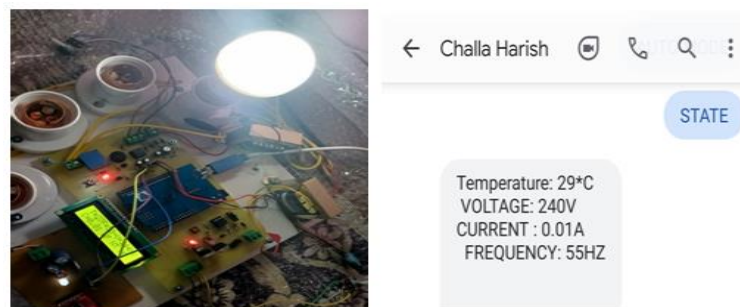 Challa Harish
STATE
Temperature: 29*C
VOLTAGE: 240V
CURRENT : 0.01A
FREQUENCY: 55HZ